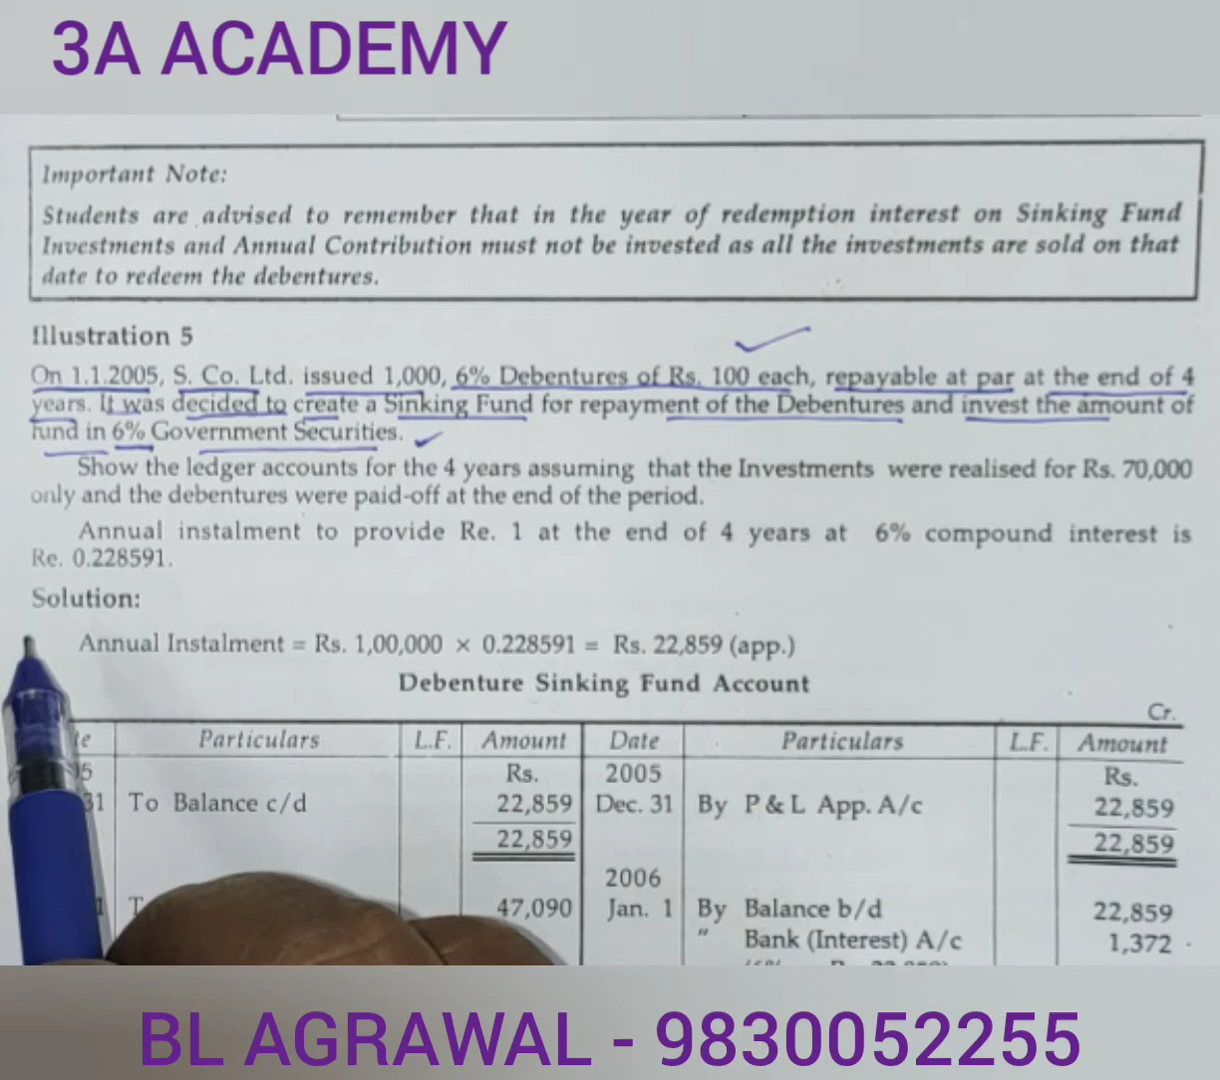 3A ACADEMY
Important Note:
Students are advised to remember that in the year of redemption interest on Sinking Fund
Investments and Annual Contribution must not be invested as all the investments are sold on that
date to redeem the debentures.
Illustration 5
On 1.1.2005, S. Co. Ltd. issued 1,000, 6% Debentures of Rs. 100 each, repayable at par at the end of 4
years. It was decided to create a Sinking Fund for repayment of the Debentures and invest the amount of
fund in 6% Government Securities.
Show the ledger accounts for the 4 years assuming that the Investments were realised for Rs. 70,000
only and the debentures were paid-off at the end of the period.
Annual instalment to provide Re. 1 at the end of 4 years at 6% compound interest is
Re. 0.228591.
Solution:
Annual Instalment = Rs. 1,00,000 × 0.228591 = Rs. 22,859 (app.)
Debenture Sinking Fund Account
Cr.
te Particulars L.F. Amount Date Particulars L.F. Amount
5 Rs. 2005 Rs.
31 To Balance c/d 22,859 Dec. 31 By P & L App. A/c 22,859
22,859 22,859
2006
1 T 47,090 Jan. 1 By Balance b/d 22,859
" Bank (Interest) A/c 1,372
BL AGRAWAL - 9830052255